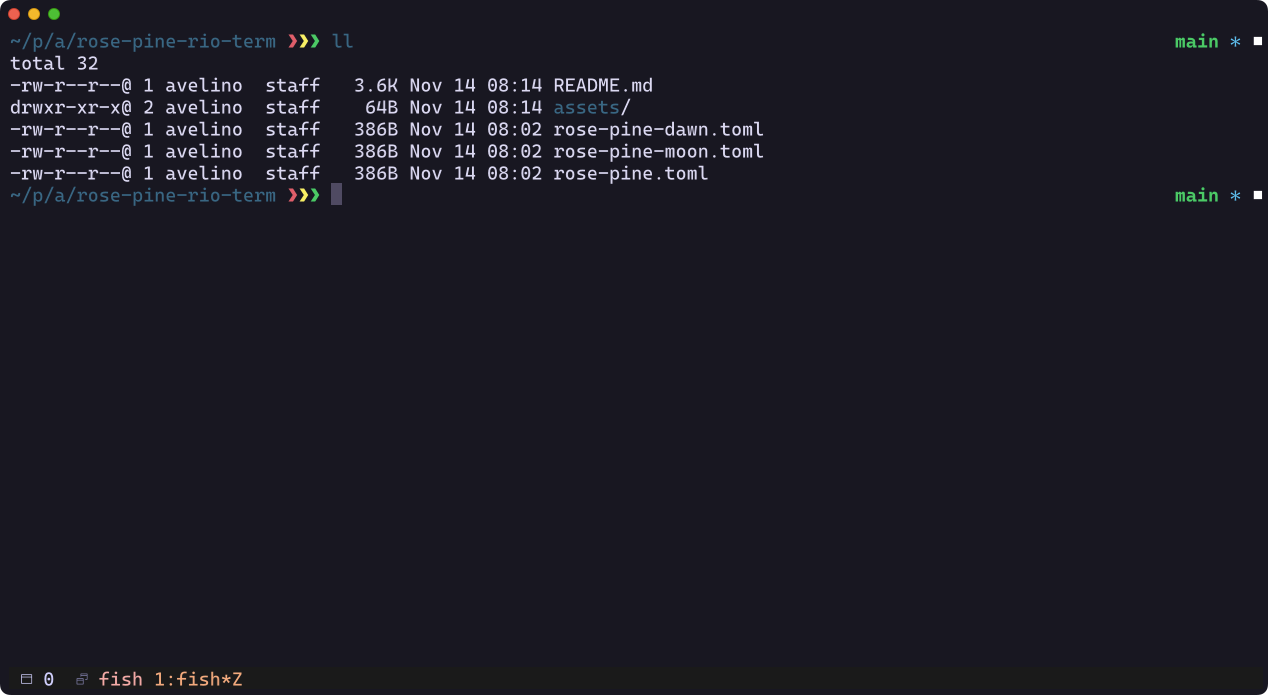 ~/p/a/rose-pine-rio-term ❯❯❯ ll main * ■
total 32
-rw-r--r--@ 1 avelino  staff   3.6K Nov 14 08:14 README.md
drwxr-xr-x@ 2 avelino  staff    64B Nov 14 08:14 assets/
-rw-r--r--@ 1 avelino  staff   386B Nov 14 08:02 rose-pine-dawn.toml
-rw-r--r--@ 1 avelino  staff   386B Nov 14 08:02 rose-pine-moon.toml
-rw-r--r--@ 1 avelino  staff   386B Nov 14 08:02 rose-pine.toml
~/p/a/rose-pine-rio-term ❯❯❯ main * ■
0 fish 1:fish*Z